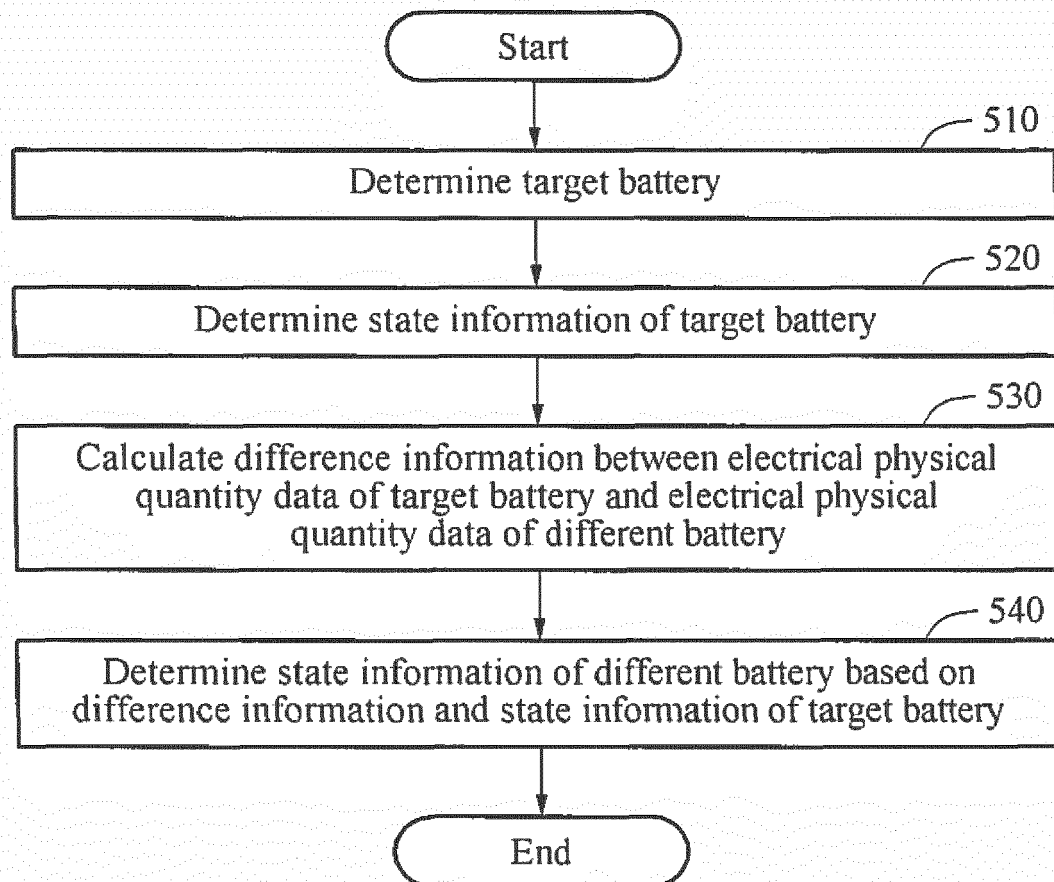 Start
510
Determine target battery
520
Determine state information of target battery
530
Calculate difference information between electrical physical
quantity data of target battery and electrical physical
quantity data of different battery
540
Determine state information of different battery based on
difference information and state information of target battery
End